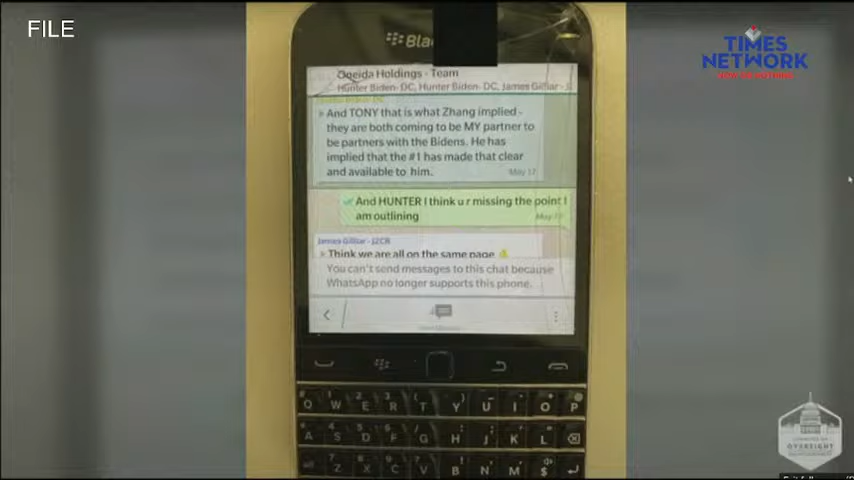 FILE
TIMES
NETWORK
Oneida Holdings - Team
Hunter Biden- DC, Hunter Biden- DC, James Gilliar - J
And TONY that is what Zhang implied -
they are both coming to be MY partner to
be partners with the Bidens. He has
implied that the #1 has made that clear
and available to him.
May 17
And HUNTER I think u r missing the point I
am outlining
May 17
James Gilliar - J2CR
Think we are all on the same page
You can't send messages to this chat because
WhatsApp no longer supports this phone.
Q W E R T Y U I O P
A S D F G H J K L
Z X C V B N M $
OVERSIGHT